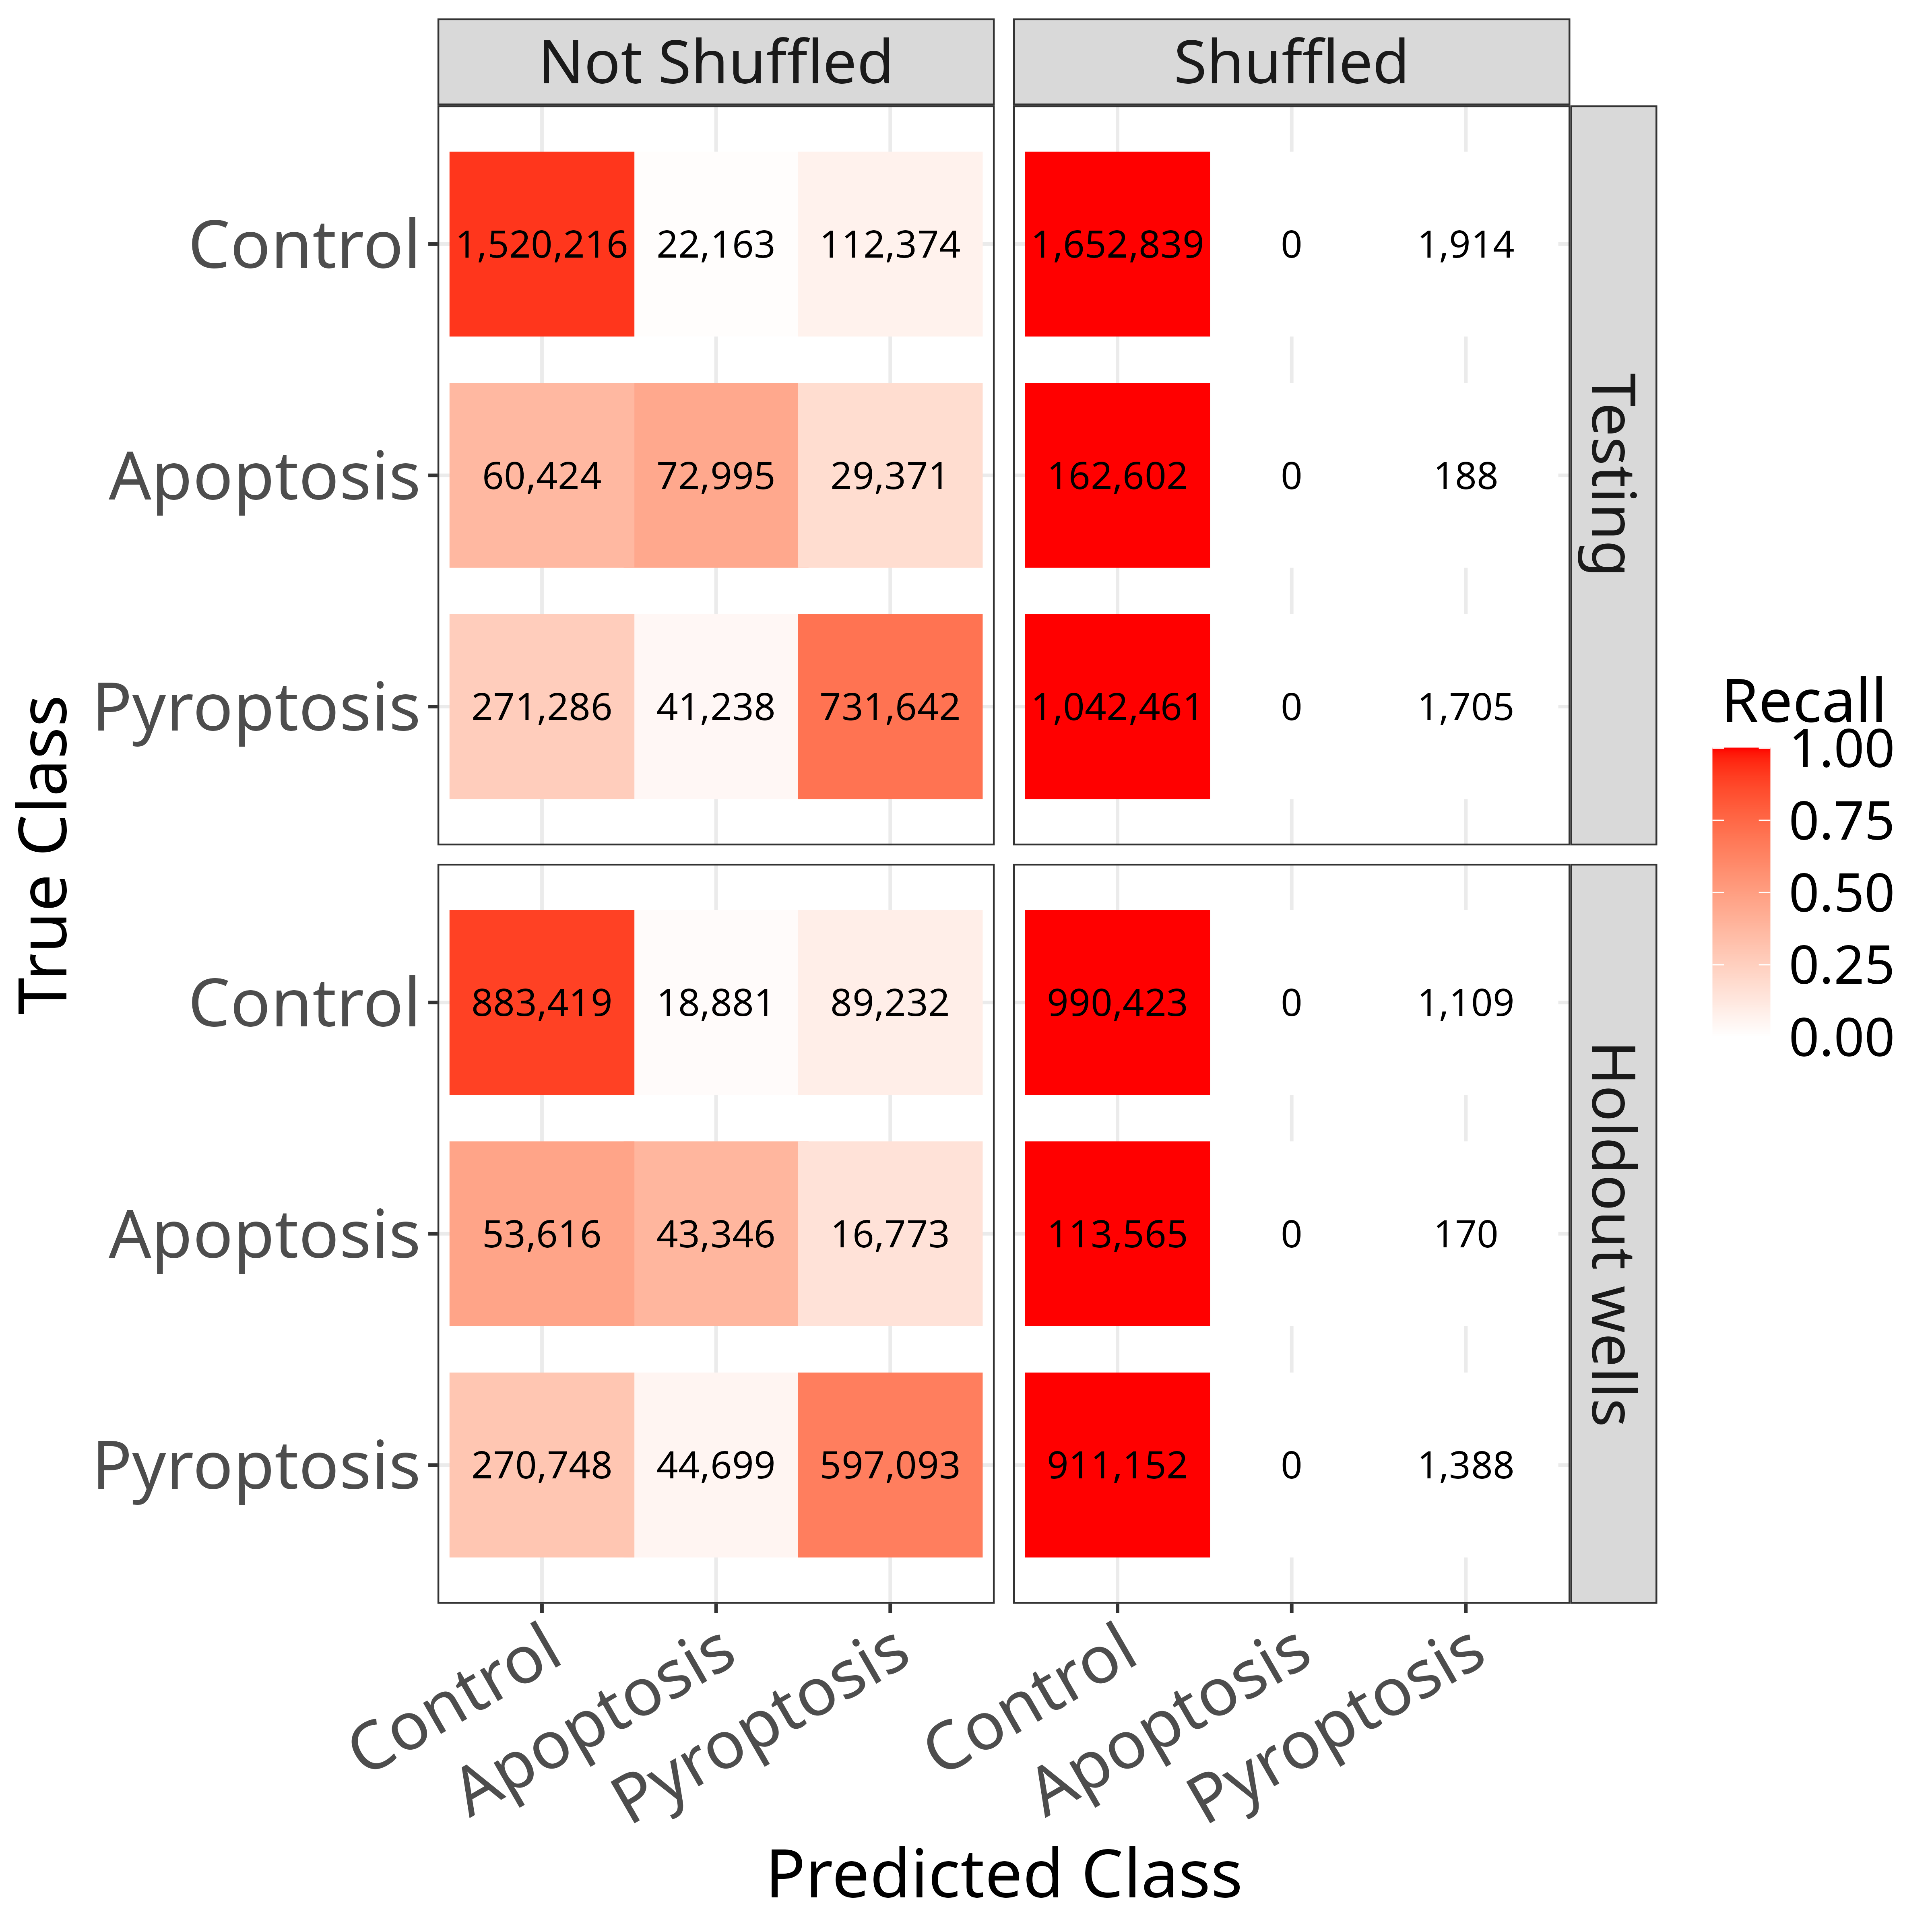 Not Shuffled
Shuffled
Control
1,520,216
22,163
112,374
1,652,839
0
1,914
Apoptosis
60,424
72,995
29,371
162,602
0
188
Pyroptosis
271,286
41,238
731,642
1,042,461
0
1,705
Testing
Control
883,419
18,881
89,232
990,423
0
1,109
Apoptosis
53,616
43,346
16,773
113,565
0
170
Pyroptosis
270,748
44,699
597,093
911,152
0
1,388
Holdout wells
True Class
Control
Apoptosis
Pyroptosis
Control
Apoptosis
Pyroptosis
Predicted Class
Recall
1.00
0.75
0.50
0.25
0.00